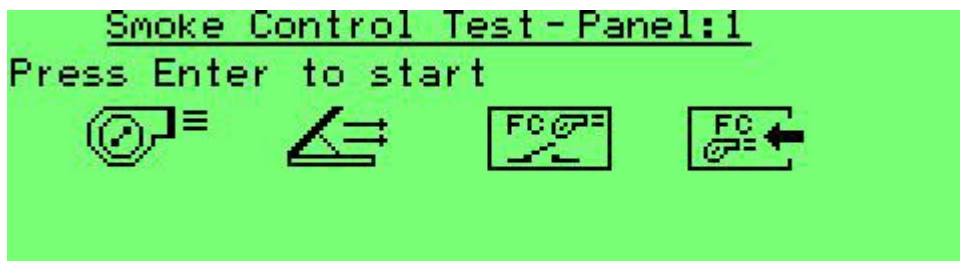 Smoke Control Test-Panel:1
Press Enter to start
FC FC